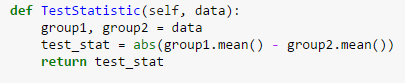 def TestStatistic(self, data):
    group1, group2 = data
    test_stat = abs(group1.mean() - group2.mean())
    return test_stat